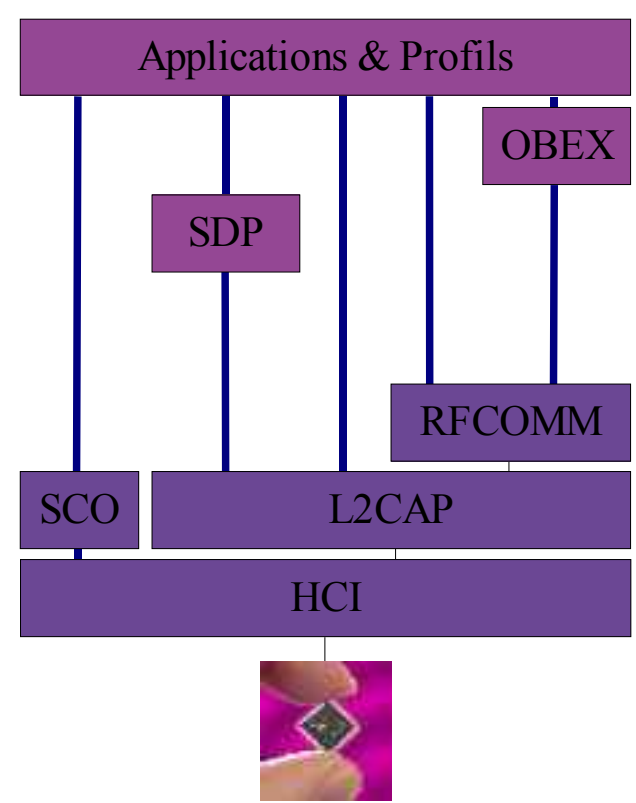 Applications & Profils
OBEX
SDP
RFCOMM
SCO
L2CAP
HCI